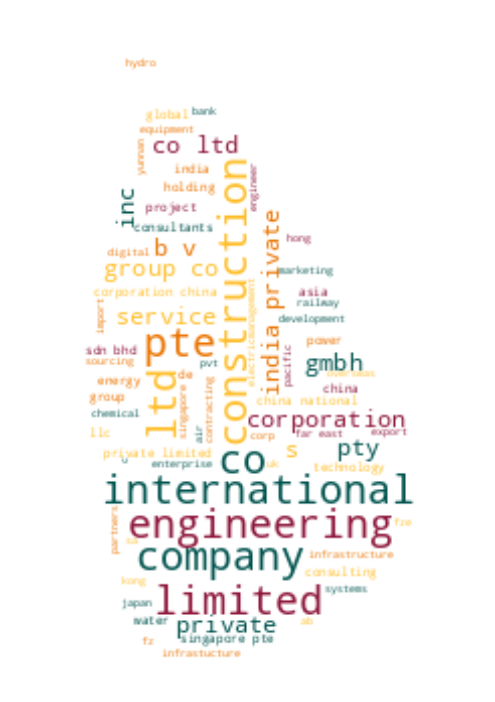 hydro
global
bank
equipment
yunnan
co ltd
engineer
india
construction
holding
inc
project
consultants
india private
hong
digital
b v
group co
marketing
corporation china
electric
management
asia
railway
import
service
development
pte
power
sdn bhd
sourcing
pvt
pacific
gmbh
overseas
energy
ltd
de
singapore
contracting
china
group
china national
chemical
corporation
llc
air
corp
far east
export
private limited
s
pty
co
enterprise
uk
technology
international
partners
engineering
fze
company
infrastructure
kong
consulting
systems
japan
limited
water
private
ab
fz
singapore pte
infrastucture